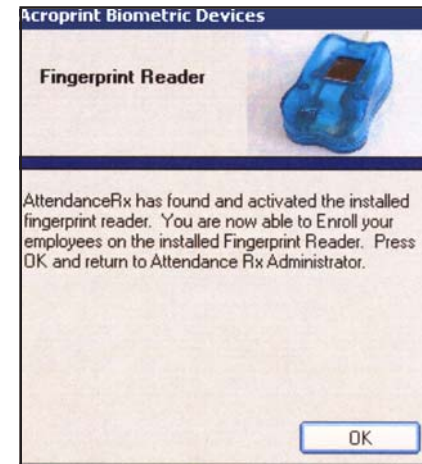 Acroprint Biometric Devices
Fingerprint Reader
AttendanceRx has found and activated the installed
fingerprint reader. You are now able to Enroll your
employees on the installed Fingerprint Reader. Press
OK and return to Attendance Rx Administrator.
OK